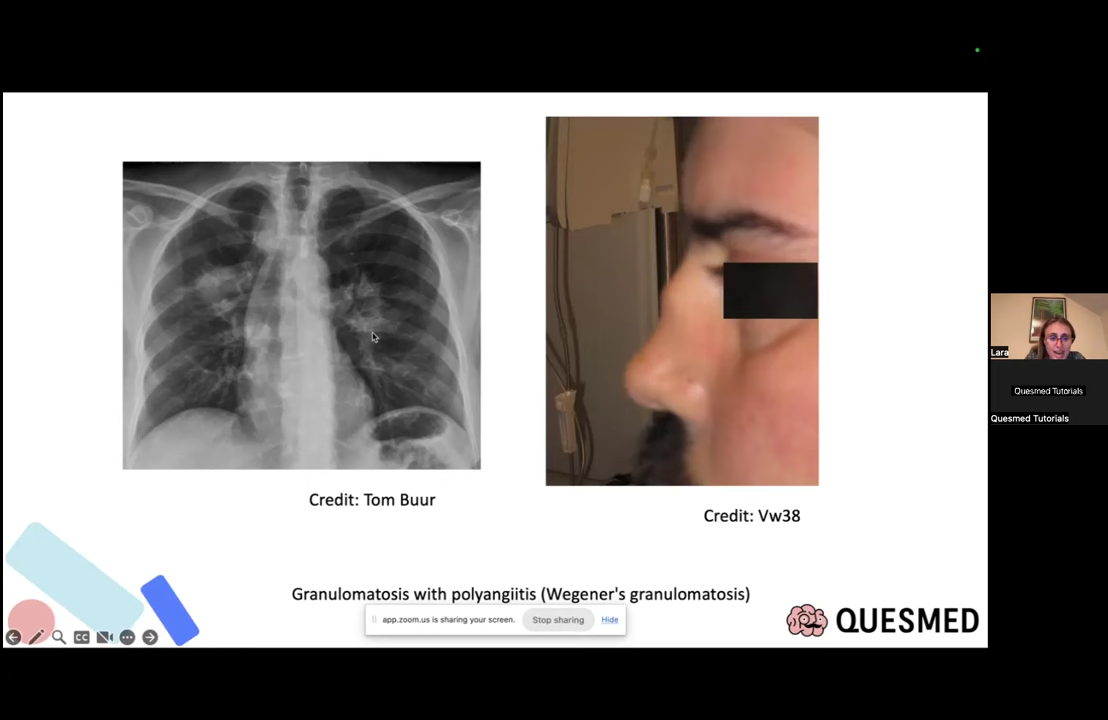 Credit: Tom Buur
Credit: Vw38
Granulomatosis with polyangiitis (Wegener's granulomatosis)
app.zoom.us is sharing your screen.
Stop sharing
Hide
QUESMED
CC
Lara
Quesmed Tutorials
Quesmed Tutorials